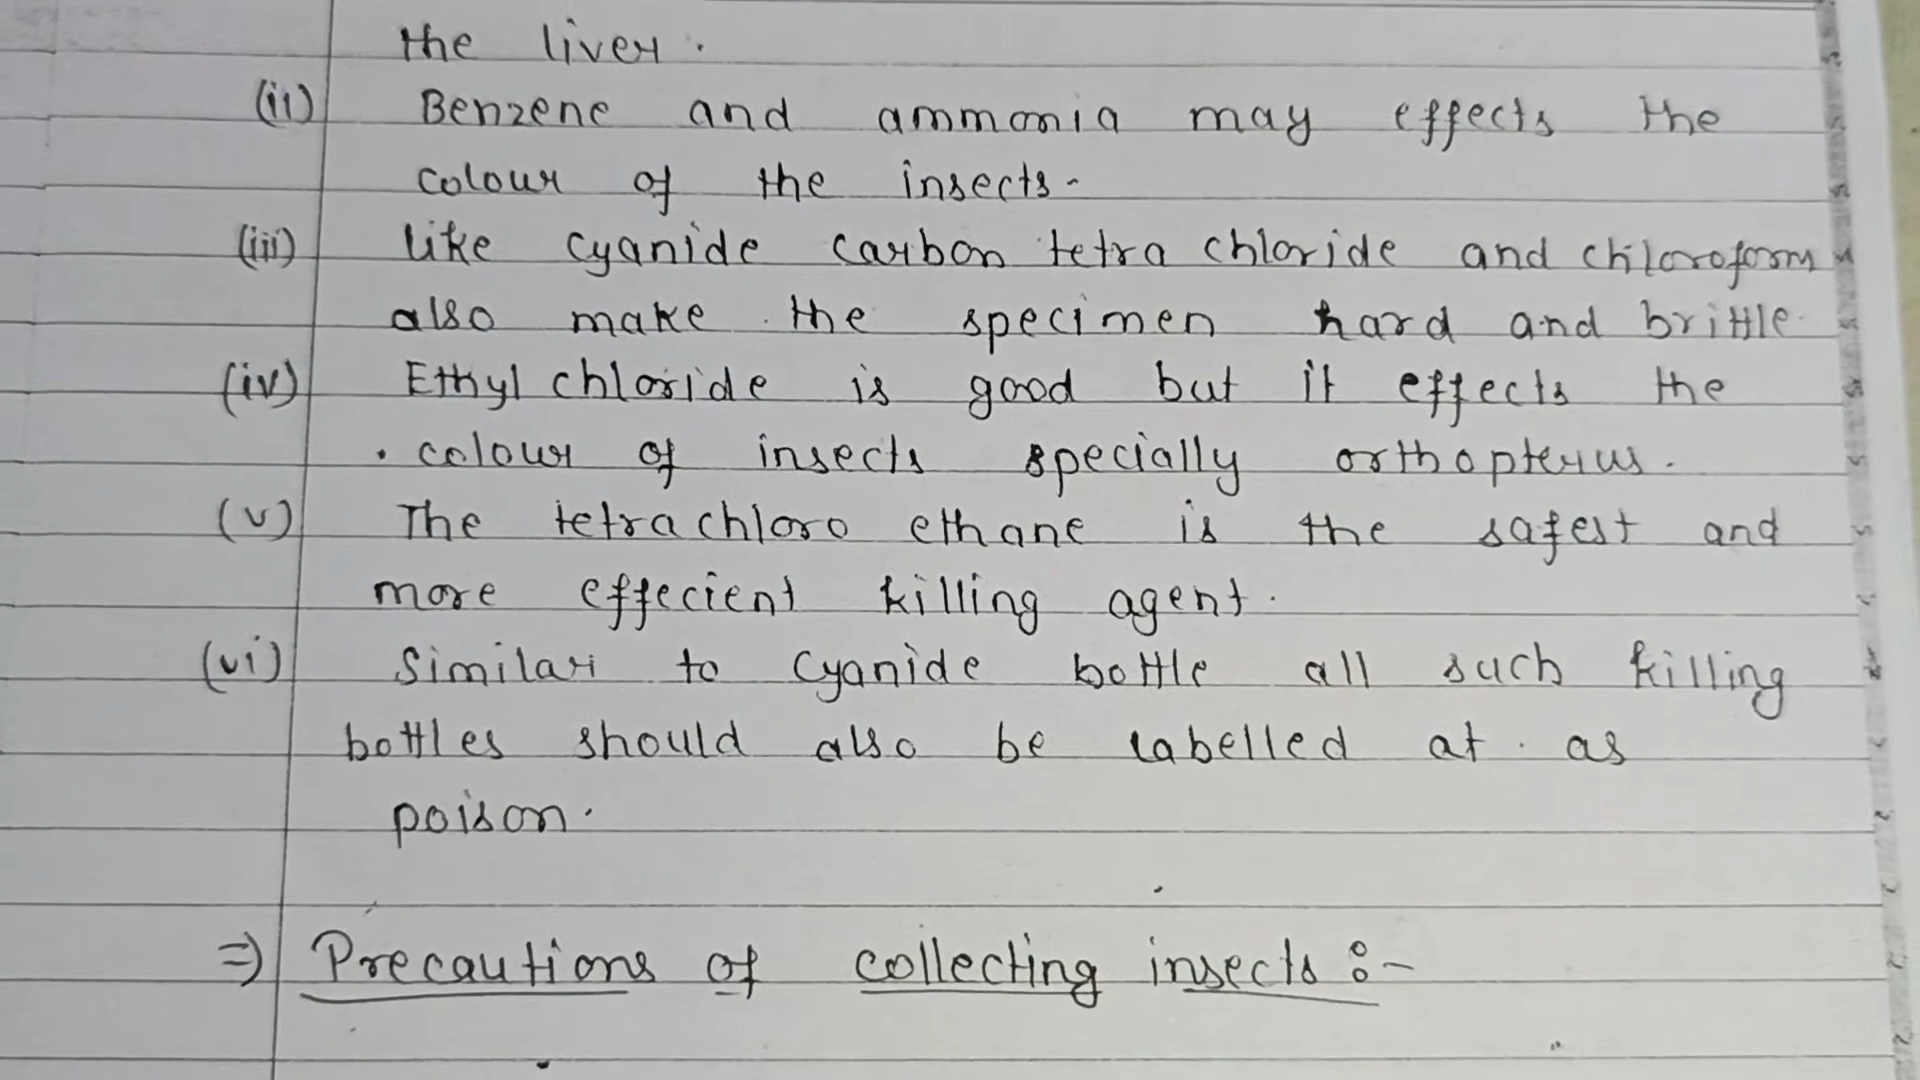 the liver.
(ii) Benzene and ammonia may effects the
colour of the insects-
(iii) like cyanide carbon tetra chloride and chiloroform
also make the specimen hard and brittle.
(iv) Ethyl chloride is good but it effects the
colour of insects specially orthopterus.
(v) The tetrachloro ethane is the safest and
more effecient killing agent.
(vi) Similar to cyanide bottle all such killing
bottles should also be labelled at as
poison.
⇒ Precautions of collecting insects :-